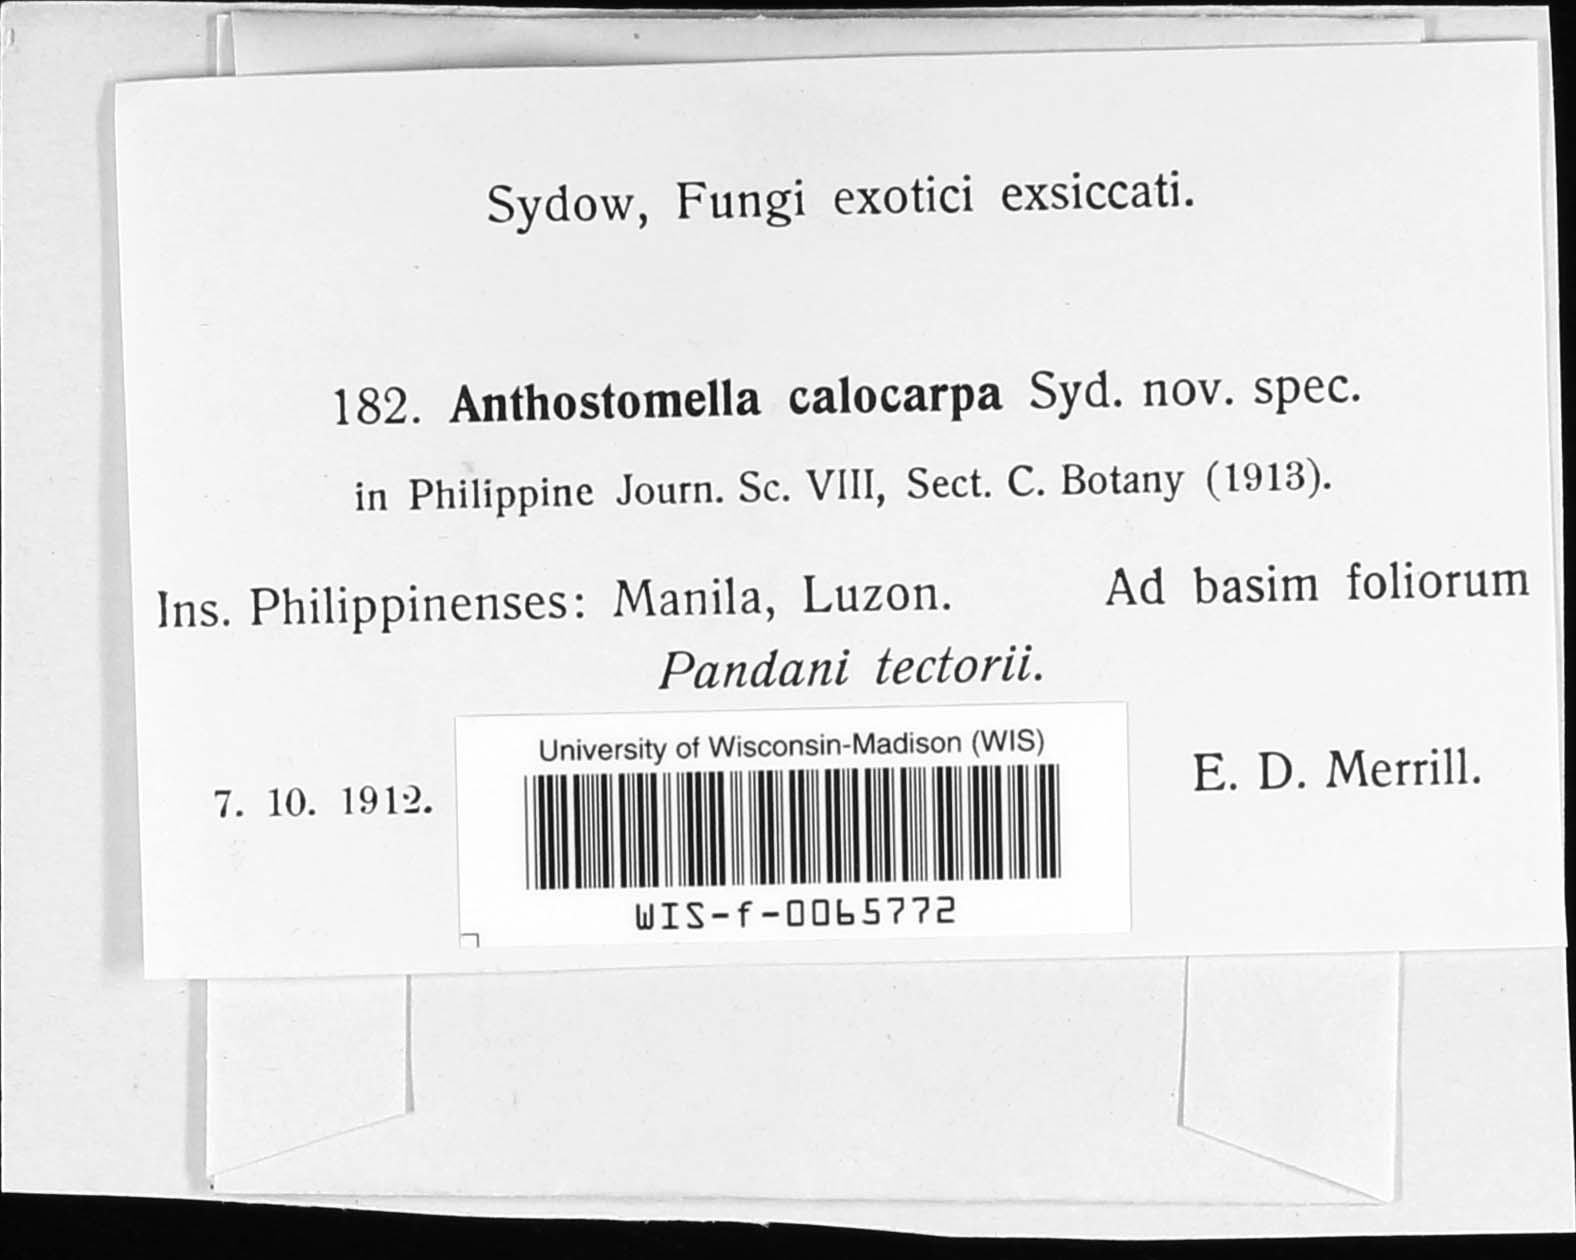 Sydow, Fungi exotici exsiccati.
182. Anthostomella calocarpa Syd. nov. spec.
in Philippine Journ. Sc. VIII, Sect. C. Botany (1913).
Ins. Philippinenses: Manila, Luzon. Ad basim foliorum
Pandani tectorii.
University of Wisconsin-Madison (WIS)
7. 10. 1912. E. D. Merrill.
WIS-f-0065772